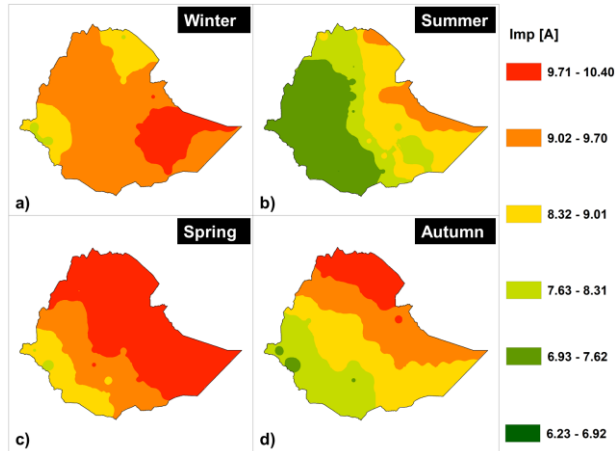 Winter
Summer
Imp [A]
9.71 - 10.40
9.02 - 9.70
8.32 - 9.01
7.63 - 8.31
6.93 - 7.62
6.23 - 6.92
a)
b)
Spring
Autumn
c)
d)